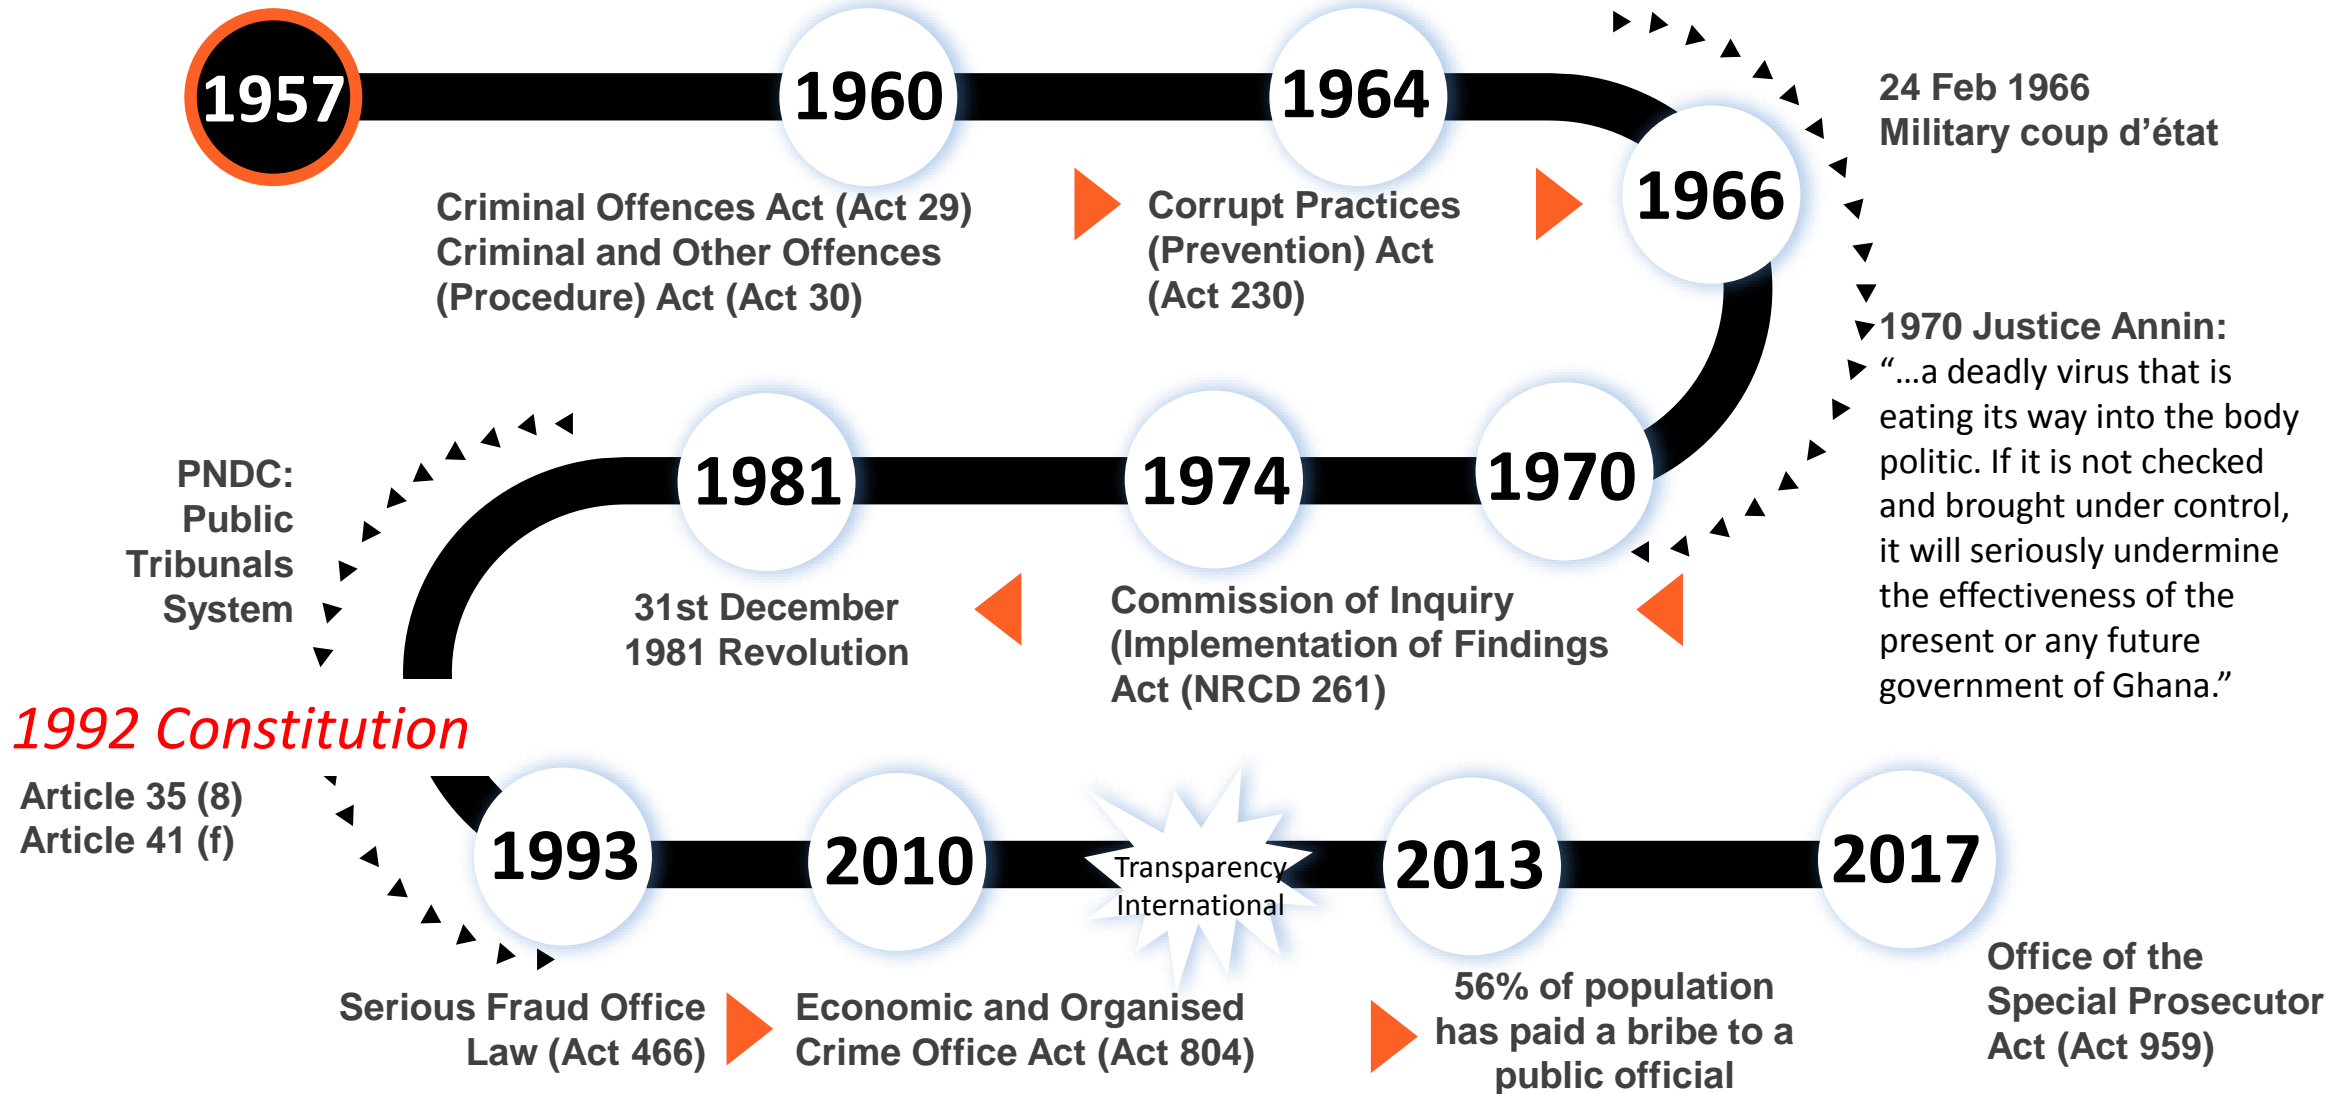 1957
1960
1964
1966
24 Feb 1966
Military coup d’état
Criminal Offences Act (Act 29)
Criminal and Other Offences
(Procedure) Act (Act 30)
Corrupt Practices
(Prevention) Act
(Act 230)
1970 Justice Annin:
“…a deadly virus that is
eating its way into the body
politic. If it is not checked
and brought under control,
it will seriously undermine
the effectiveness of the
present or any future
government of Ghana.”
1970
1974
1981
Commission of Inquiry
(Implementation of Findings
Act (NRCD 261)
31st December
1981 Revolution
PNDC:
Public
Tribunals
System
1992 Constitution
Article 35 (8)
Article 41 (f)
1993
2010
Transparency
International
2013
2017
Serious Fraud Office
Law (Act 466)
Economic and Organised
Crime Office Act (Act 804)
56% of population
has paid a bribe to a
public official
Office of the
Special Prosecutor
Act (Act 959)